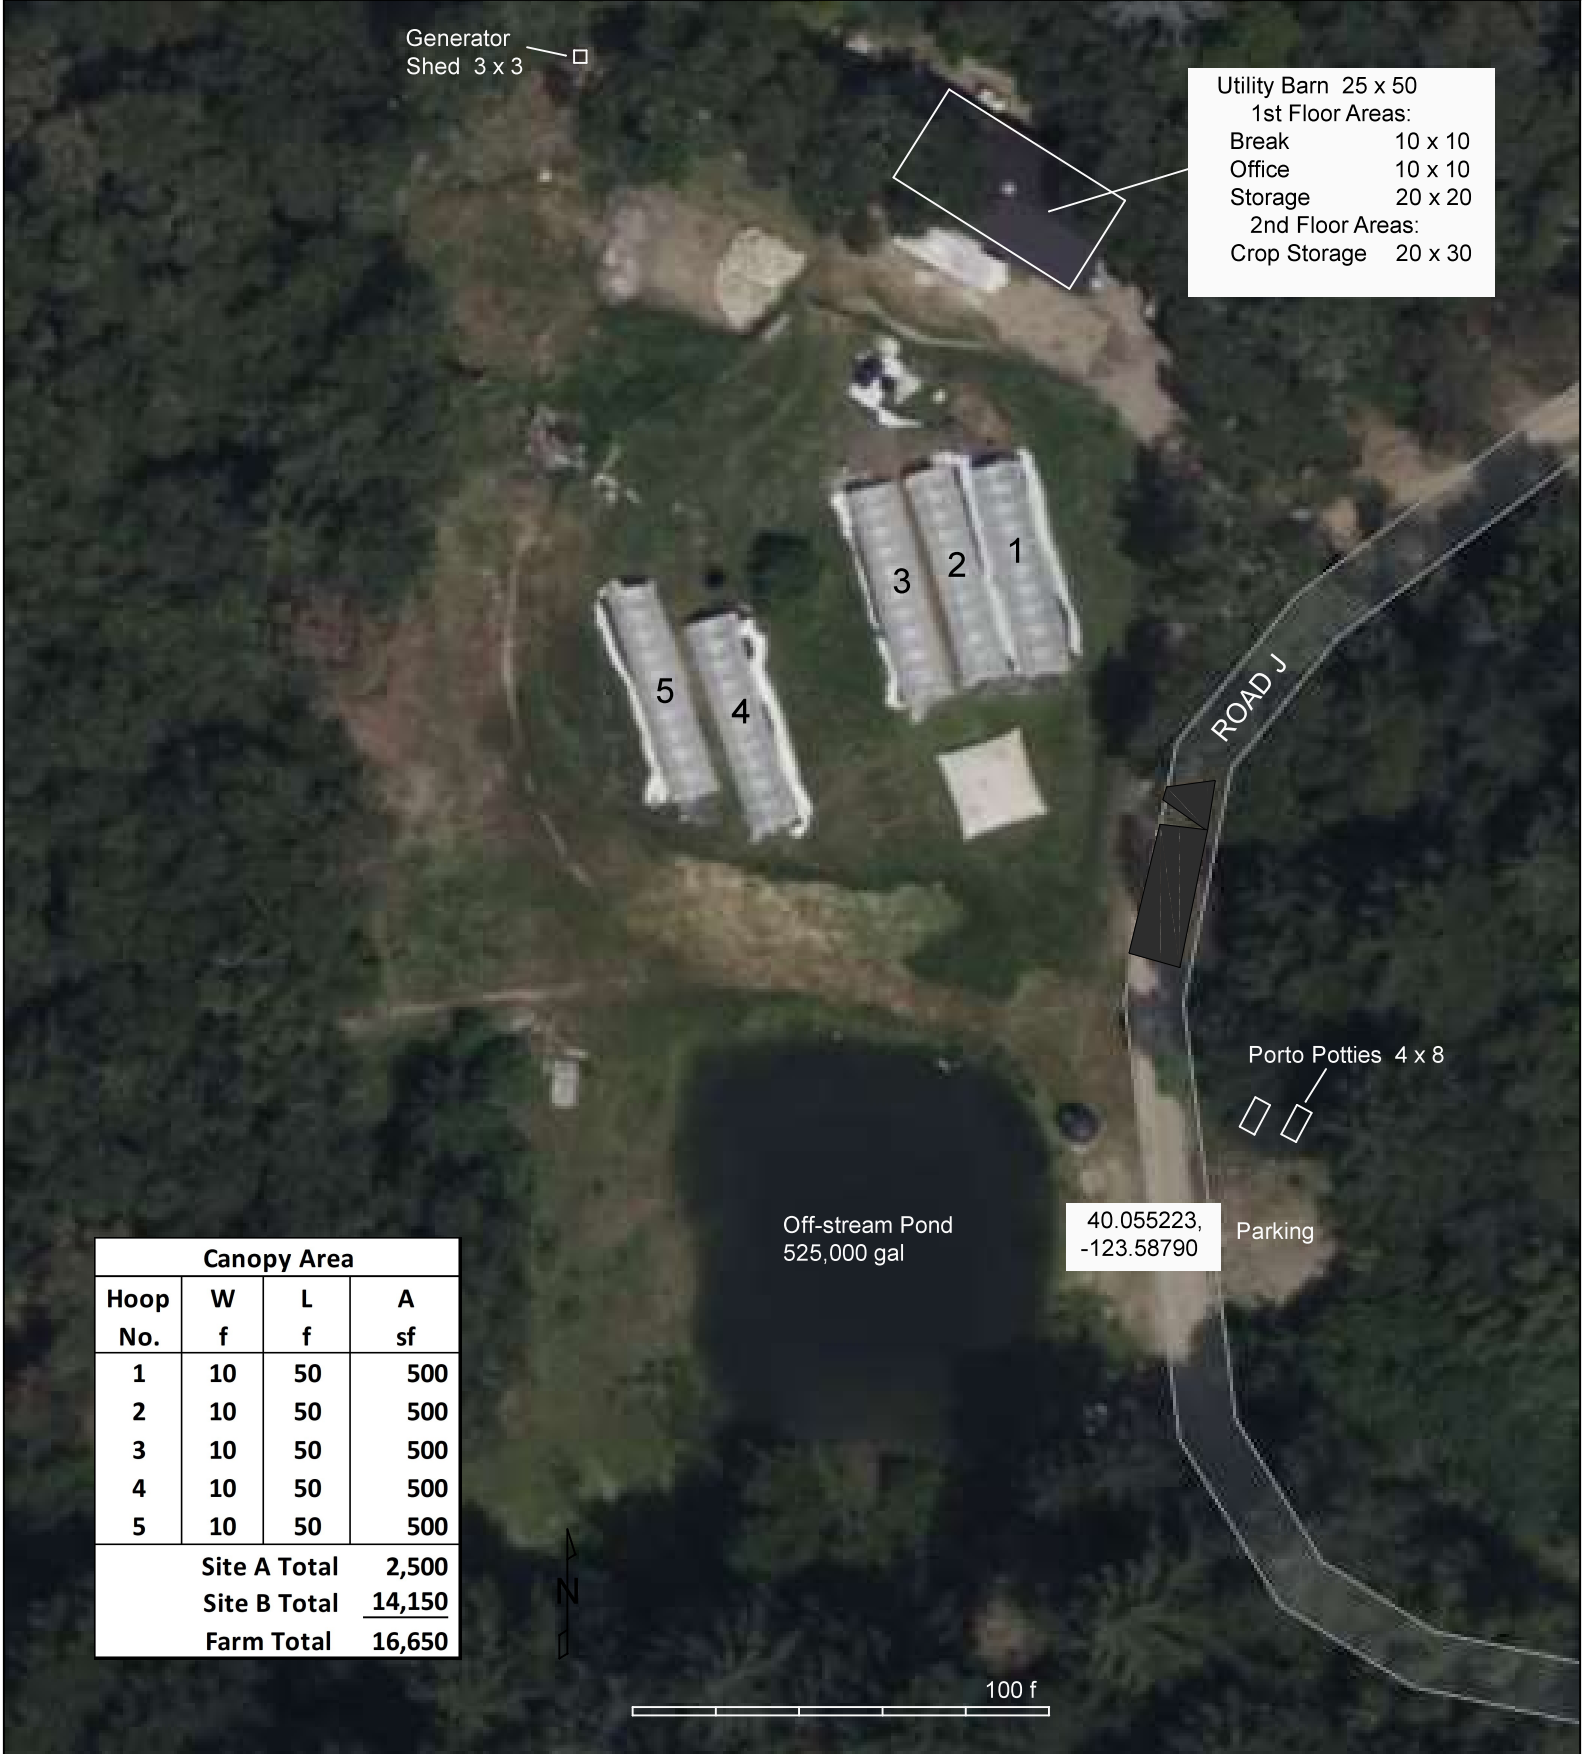 Generator
Shed 3 x 3
Utility Barn 25 x 50
1st Floor Areas:
Break 10 x 10
Office 10 x 10
Storage 20 x 20
2nd Floor Areas:
Crop Storage 20 x 30
1
2
3
4
5
ROAD J
Porto Potties 4 x 8
Off-stream Pond
525,000 gal
40.055223,
-123.58790
Parking
Canopy Area
Hoop W L A
No. f f sf
1 10 50 500
2 10 50 500
3 10 50 500
4 10 50 500
5 10 50 500
Site A Total 2,500
Site B Total 14,150
Farm Total 16,650
N
100 f